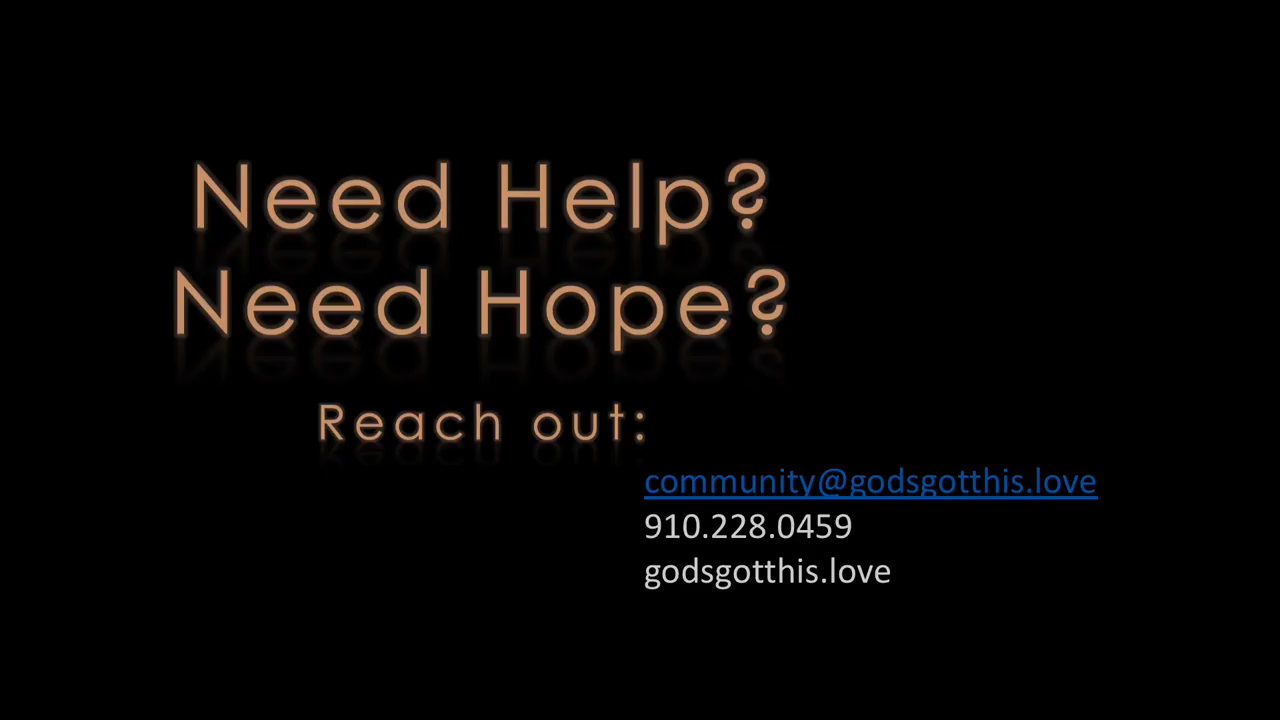 Need Help?
Need Hope?
Reach out:
community@godsgotthis.love
910.228.0459
godsgotthis.love